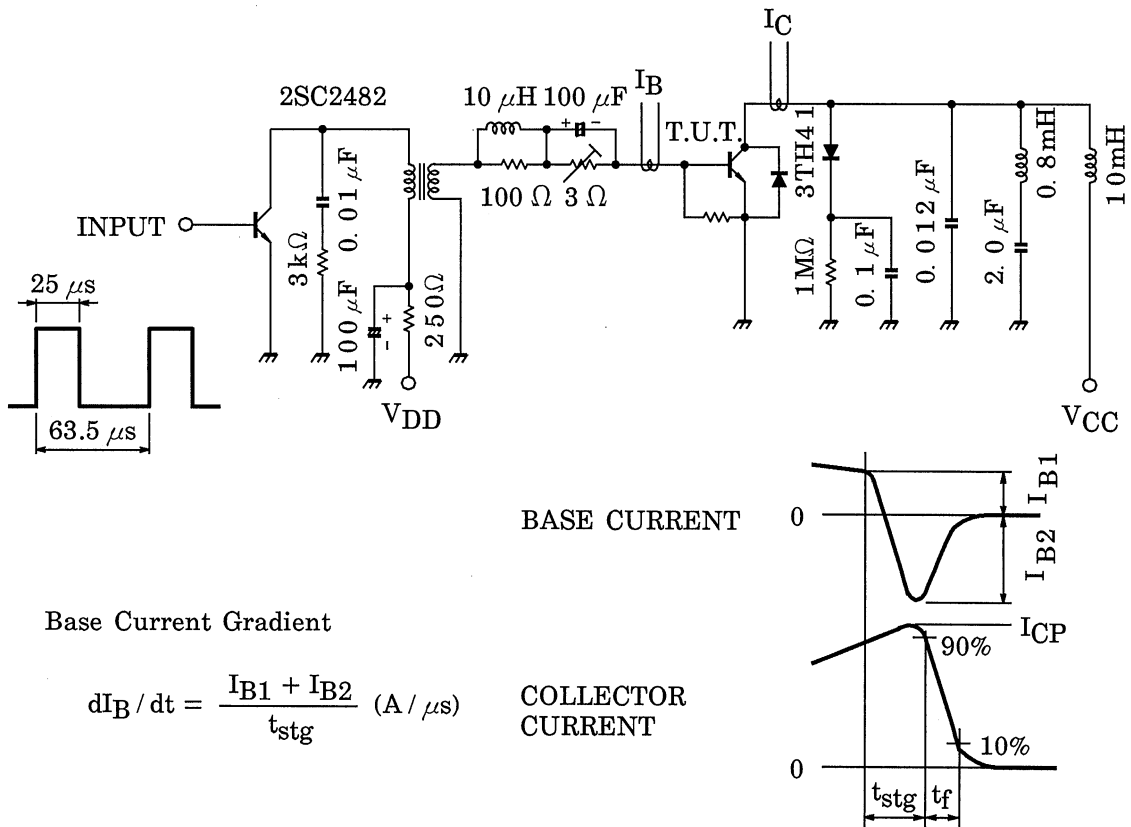 I_C
2SC2482
10 μH 100 μF
I_B
T.U.T.
3TH41
0.8mH
10mH
INPUT
3kΩ
0.01 μF
100 Ω 3 Ω
1MΩ
0.1 μF
0.012 μF
2.0 μF
25 μs
100 μF
+
-
250Ω
+
-
63.5 μs
V_DD
V_CC
BASE CURRENT
0
I_B1
I_B2
Base Current Gradient
dI_B / dt = (I_B1 + I_B2) / t_stg (A / μs)
COLLECTOR
CURRENT
I_CP
90%
10%
0
t_stg
t_f